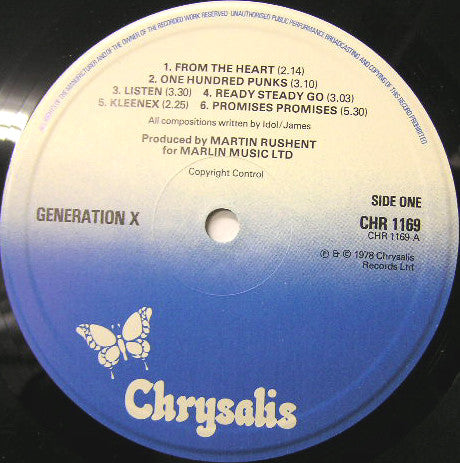 ALL RIGHTS OF THE MANUFACTURER AND OF THE OWNER OF THE RECORDED WORK RESERVED · UNAUTHORISED PUBLIC PERFORMANCE BROADCASTING AND COPYING OF THIS RECORD PROHIBITED
1. FROM THE HEART (2.14)
2. ONE HUNDRED PUNKS (3.10)
3. LISTEN (3.30) 4. READY STEADY GO (3.03)
5. KLEENEX (2.25) 6. PROMISES PROMISES (5.30)
All compositions written by Idol/James
Produced by MARTIN RUSHENT
for MARLIN MUSIC LTD
Copyright Control
GENERATION X
SIDE ONE
CHR 1169
CHR 1169 A
℗ & © 1978 Chrysalis
Records Ltd
Chrysalis